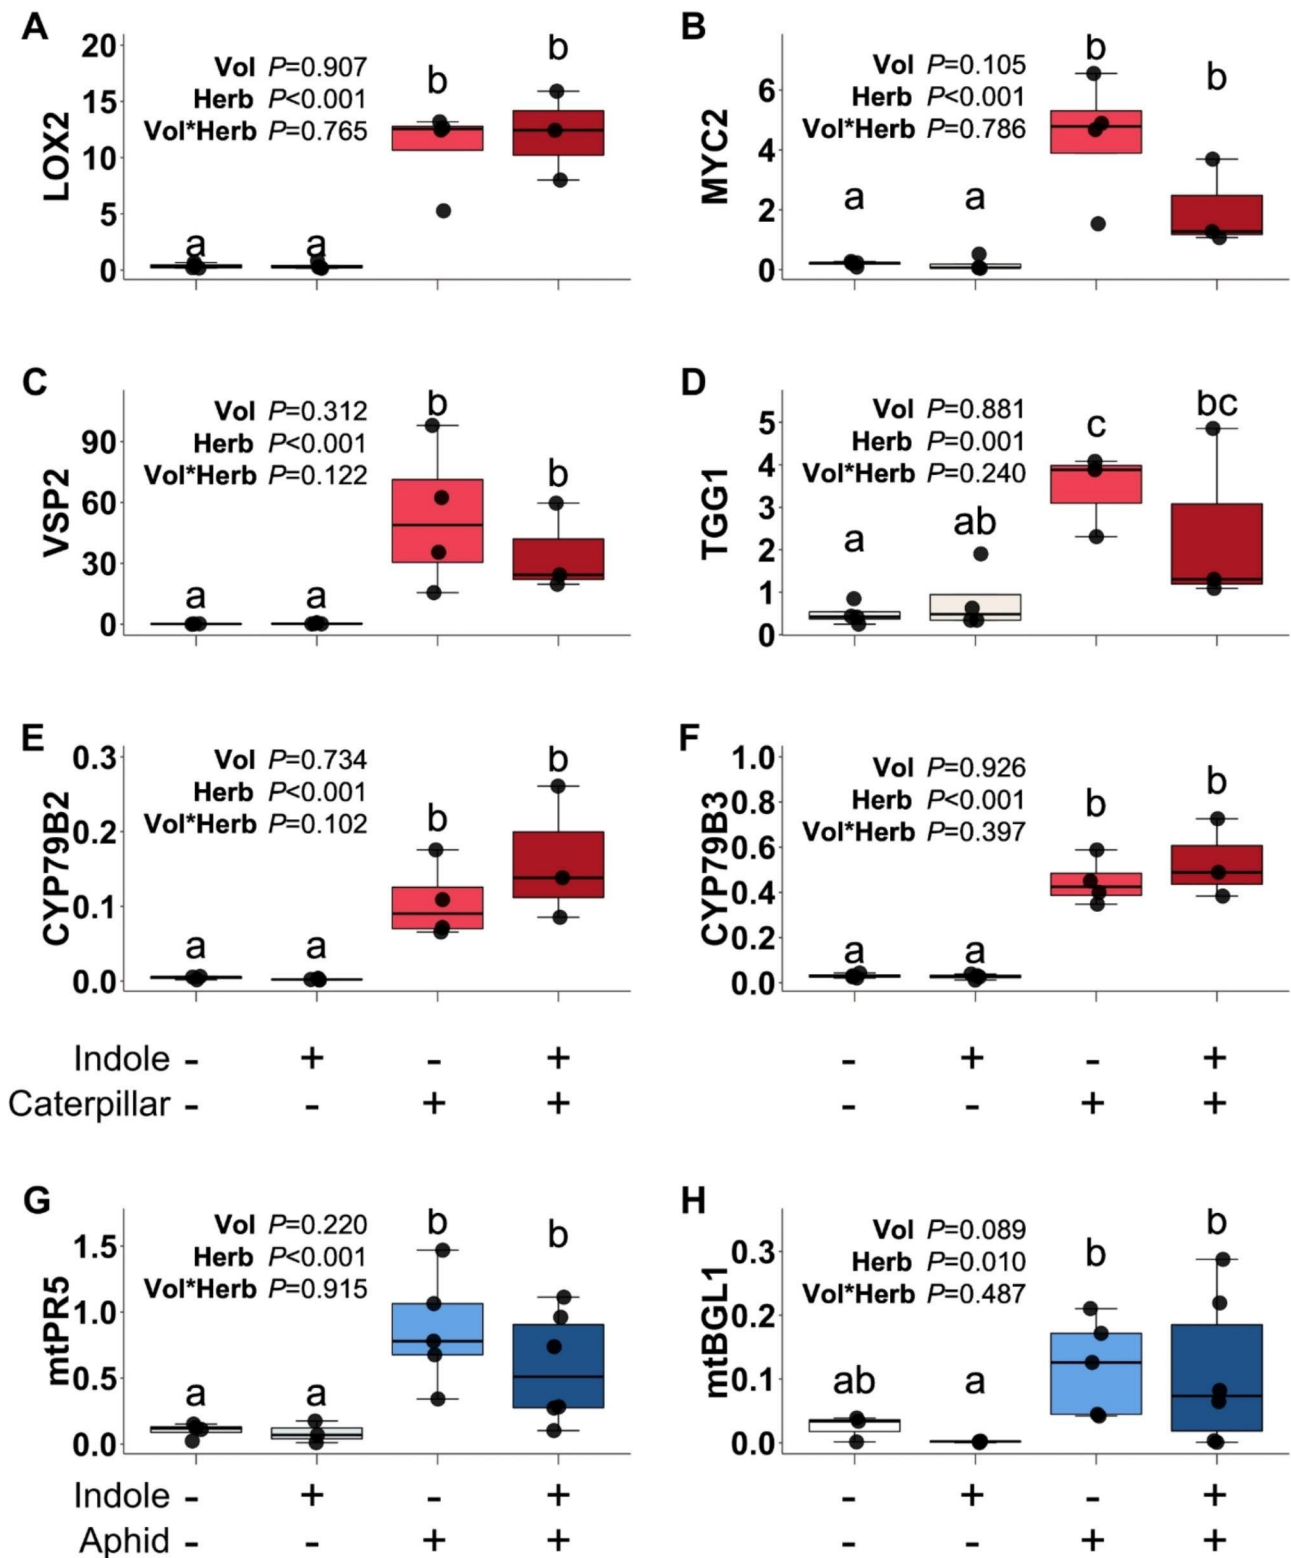 A
LOX2
20
15
10
5
0
Vol P=0.907
Herb P<0.001
Vol*Herb P=0.765
a
a
b
b
B
MYC2
6
4
2
0
Vol P=0.105
Herb P<0.001
Vol*Herb P=0.786
a
a
b
b
C
VSP2
90
60
30
0
Vol P=0.312
Herb P<0.001
Vol*Herb P=0.122
a
a
b
b
D
TGG1
5
4
3
2
1
0
Vol P=0.881
Herb P=0.001
Vol*Herb P=0.240
a
ab
c
bc
E
CYP79B2
0.3
0.2
0.1
0.0
Vol P=0.734
Herb P<0.001
Vol*Herb P=0.102
a
a
b
b
F
CYP79B3
1.0
0.8
0.6
0.4
0.2
0.0
Vol P=0.926
Herb P<0.001
Vol*Herb P=0.397
a
a
b
b
Indole - + - + - + - +
Caterpillar - - + + - - + +
G
mtPR5
1.5
1.0
0.5
0.0
Vol P=0.220
Herb P<0.001
Vol*Herb P=0.915
a
a
b
b
H
mtBGL1
0.3
0.2
0.1
0.0
Vol P=0.089
Herb P=0.010
Vol*Herb P=0.487
ab
a
b
b
Indole - + - + - + - +
Aphid - - + + - - + +